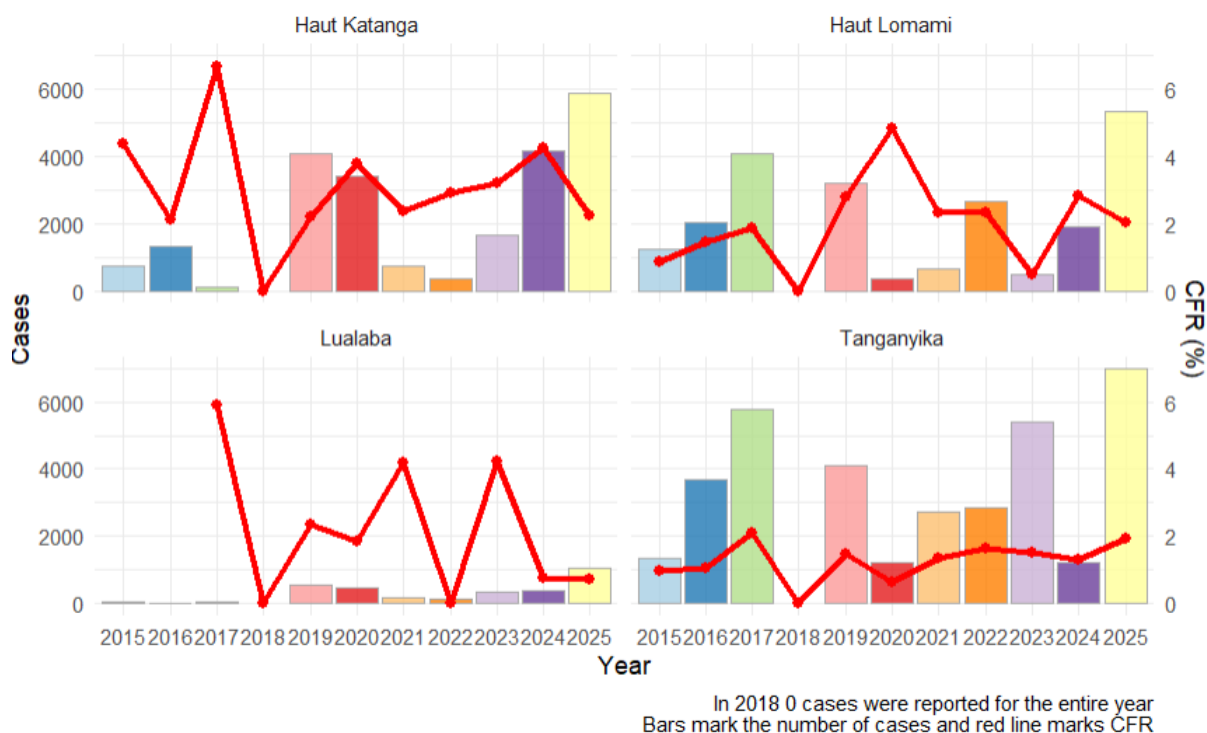 Haut Katanga
Haut Lomami
6000
4000
2000
0
6
4
2
0
Cases
CFR (%)
Lualaba
Tanganyika
6000
4000
2000
0
6
4
2
0
2015 2016 2017 2018 2019 2020 2021 2022 2023 2024 2025
2015 2016 2017 2018 2019 2020 2021 2022 2023 2024 2025
Year
In 2018 0 cases were reported for the entire year
Bars mark the number of cases and red line marks CFR